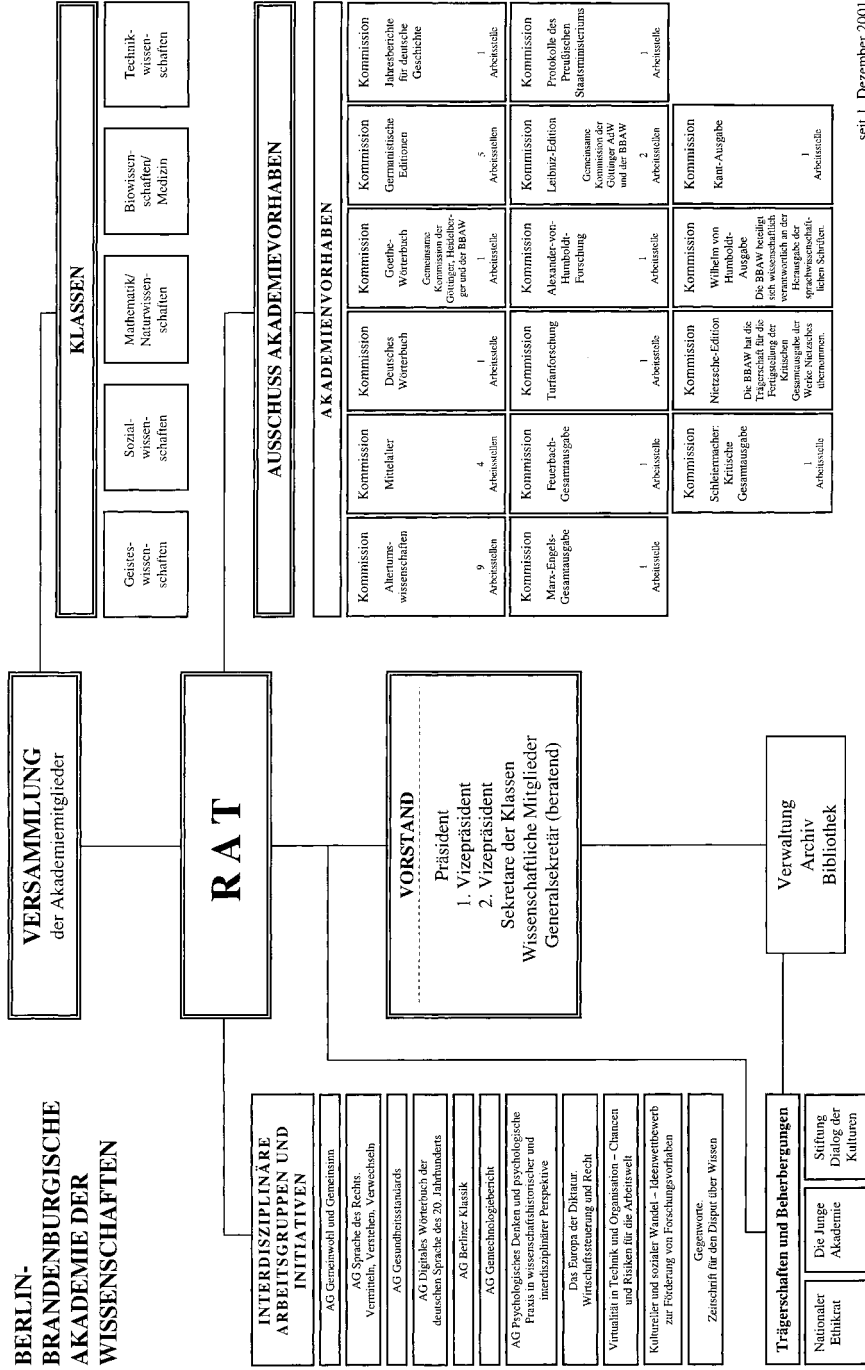 BERLIN-
BRANDENBURGISCHE
AKADEMIE DER
WISSENSCHAFTEN
VERSAMMLUNG
der Akademiemitglieder
KLASSEN
Geistes-
wissen-
schaften
Sozial-
wissen-
schaften
Mathematik/
Naturwissen-
schaften
Biowissen-
schaften/
Medizin
Technik-
wissen-
schaften
RAT
INTERDISZIPLINÄRE
ARBEITSGRUPPEN UND
INITIATIVEN
AG Gemeinwohl und Gemeinsinn
AG Sprache des Rechts.
Vermitteln, Verstehen, Verwechseln
AG Gesundheitsstandards
AG Digitales Wörterbuch der
deutschen Sprache des 20. Jahrhunderts
AG Berliner Klassik
AG Gentechnologiebericht
AG Psychologisches Denken und psychologische
Praxis in wissenschaftshistorischer und
interdisziplinärer Perspektive
Das Europa der Diktatur.
Wirtschaftssteuerung und Recht
Virtualität in Technik und Organisation – Chancen
und Risiken für die Arbeitswelt
Kultureller und sozialer Wandel – Ideenwettbewerb
zur Förderung von Forschungsvorhaben
Gegenworte.
Zeitschrift für den Disput über Wissen
VORSTAND
Präsident
1. Vizepräsident
2. Vizepräsident
Sekretare der Klassen
Wissenschaftliche Mitglieder
Generalsekretär (beratend)
AUSSCHUSS AKADEMIEVORHABEN
AKADEMIENVORHABEN
Kommission
Altertums-
wissenschaften
9
Arbeitsstellen
Kommission
Mittelalter
4
Arbeitsstellen
Kommission
Deutsches
Wörterbuch
1
Arbeitsstelle
Kommission
Goethe-
Wörterbuch
Gemeinsame
Kommission der
Göttinger, Heidelber-
ger und der BBAW
1
Arbeitsstelle
Kommission
Germanistische
Editionen
5
Arbeitsstellen
Kommission
Jahresberichte
für deutsche
Geschichte
1
Arbeitsstelle
Kommission
Marx-Engels-
Gesamtausgabe
1
Arbeitsstelle
Kommission
Feuerbach-
Gesamtausgabe
1
Arbeitsstelle
Kommission
Turfanforschung
1
Arbeitsstelle
Kommission
Alexander-von-
Humboldt-
Forschung
1
Arbeitsstelle
Kommission
Leibniz-Edition
Gemeinsame
Kommission der
Göttinger AdW
und der BBAW
2
Arbeitsstellen
Kommission
Protokolle des
Preußischen
Staatsministeriums
1
Arbeitsstelle
Kommission
Schleiermacher:
Kritische
Gesamtausgabe
1
Arbeitsstelle
Kommission
Nietzsche-Edition
Die BBAW hat die
Trägerschaft für die
Fertigstellung der
Kritischen
Gesamtausgabe der
Werke Nietzsches
übernommen.
Kommission
Wilhelm von
Humboldt-
Ausgabe
Die BBAW beteiligt
sich wissenschaftlich
verantwortlich an der
Herausgabe der
sprachwissenschaft-
lichen Schriften.
Kommission
Kant-Ausgabe
1
Arbeitsstelle
Trägerschaften und Beherbergungen
Nationaler
Ethikrat
Die Junge
Akademie
Stiftung
Dialog der
Kulturen
Verwaltung
Archiv
Bibliothek
seit 1. Dezember 2001